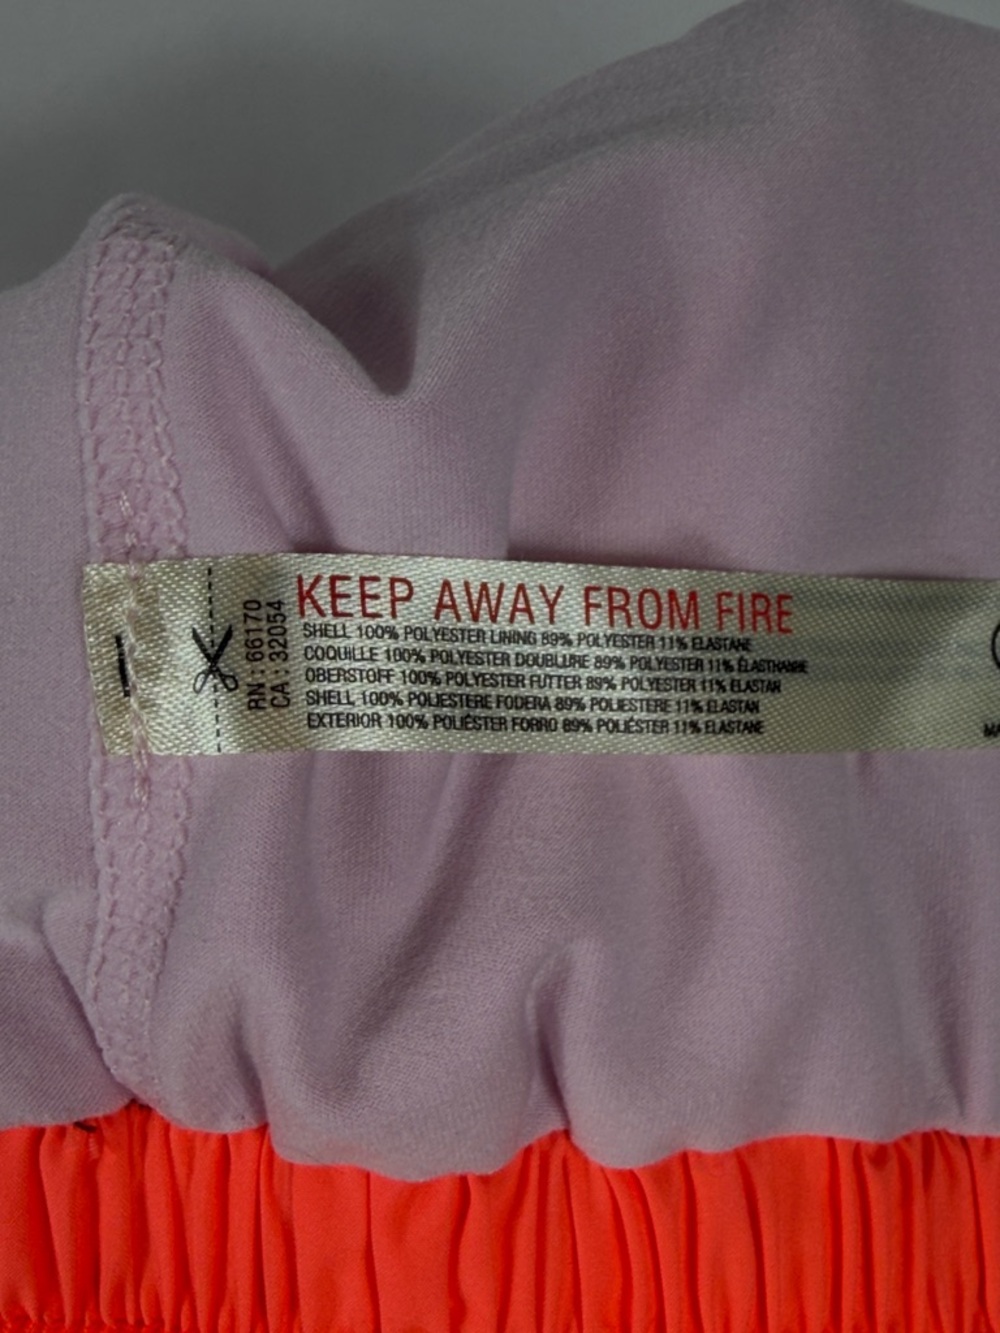 RN: 66170
CA: 32054
KEEP AWAY FROM FIRE
SHELL 100% POLYESTER LINING 89% POLYESTER 11% ELASTANE
COQUILLE 100% POLYESTER DOUBLURE 89% POLYESTER 11% ÉLASTHANNE
OBERSTOFF 100% POLYESTER FUTTER 89% POLYESTER 11% ELASTAN
SHELL 100% POLIESTERE FODERA 89% POLIESTERE 11% ELASTAN
EXTERIOR 100% POLIÉSTER FORRO 89% POLIÉSTER 11% ELASTANE